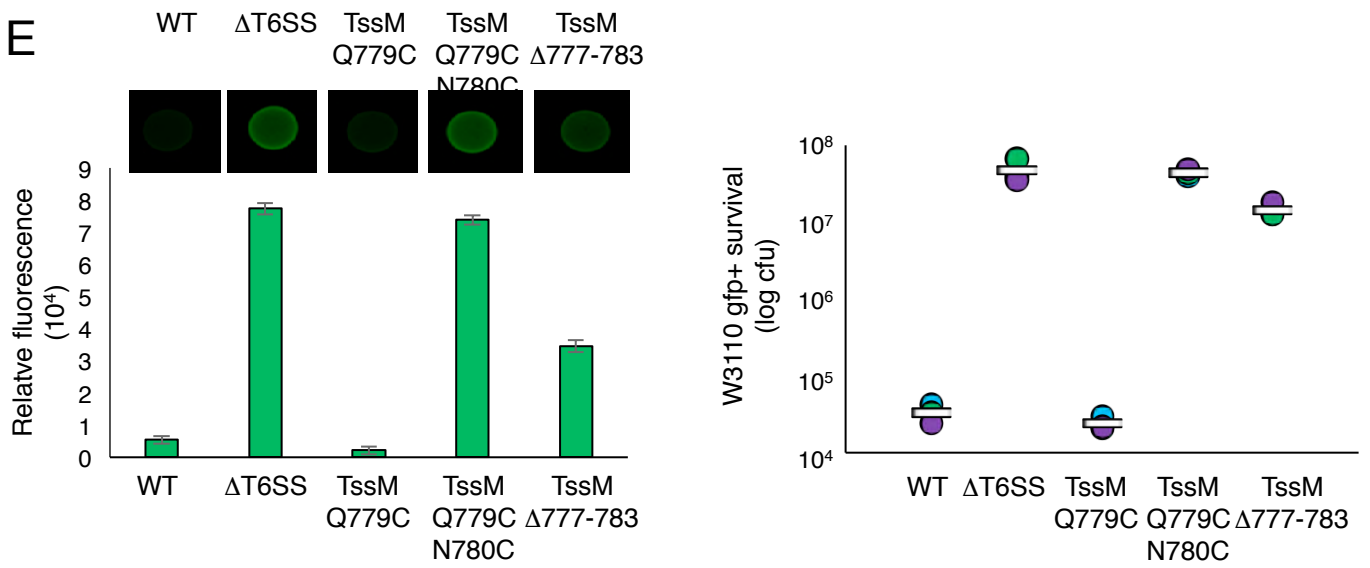 E
WT ΔT6SS TssM TssM TssM
Q779C Q779C Δ777-783
N780C
9
8
7
6
5
4
3
2
1
0
Relatve fluorescence
(10⁴)
WT ΔT6SS TssM TssM TssM
Q779C Q779C Δ777-783
N780C
10⁸
10⁷
10⁶
10⁵
10⁴
W3110 gfp+ survival
(log cfu)
WT ΔT6SS TssM TssM TssM
Q779C Q779C Δ777-783
N780C